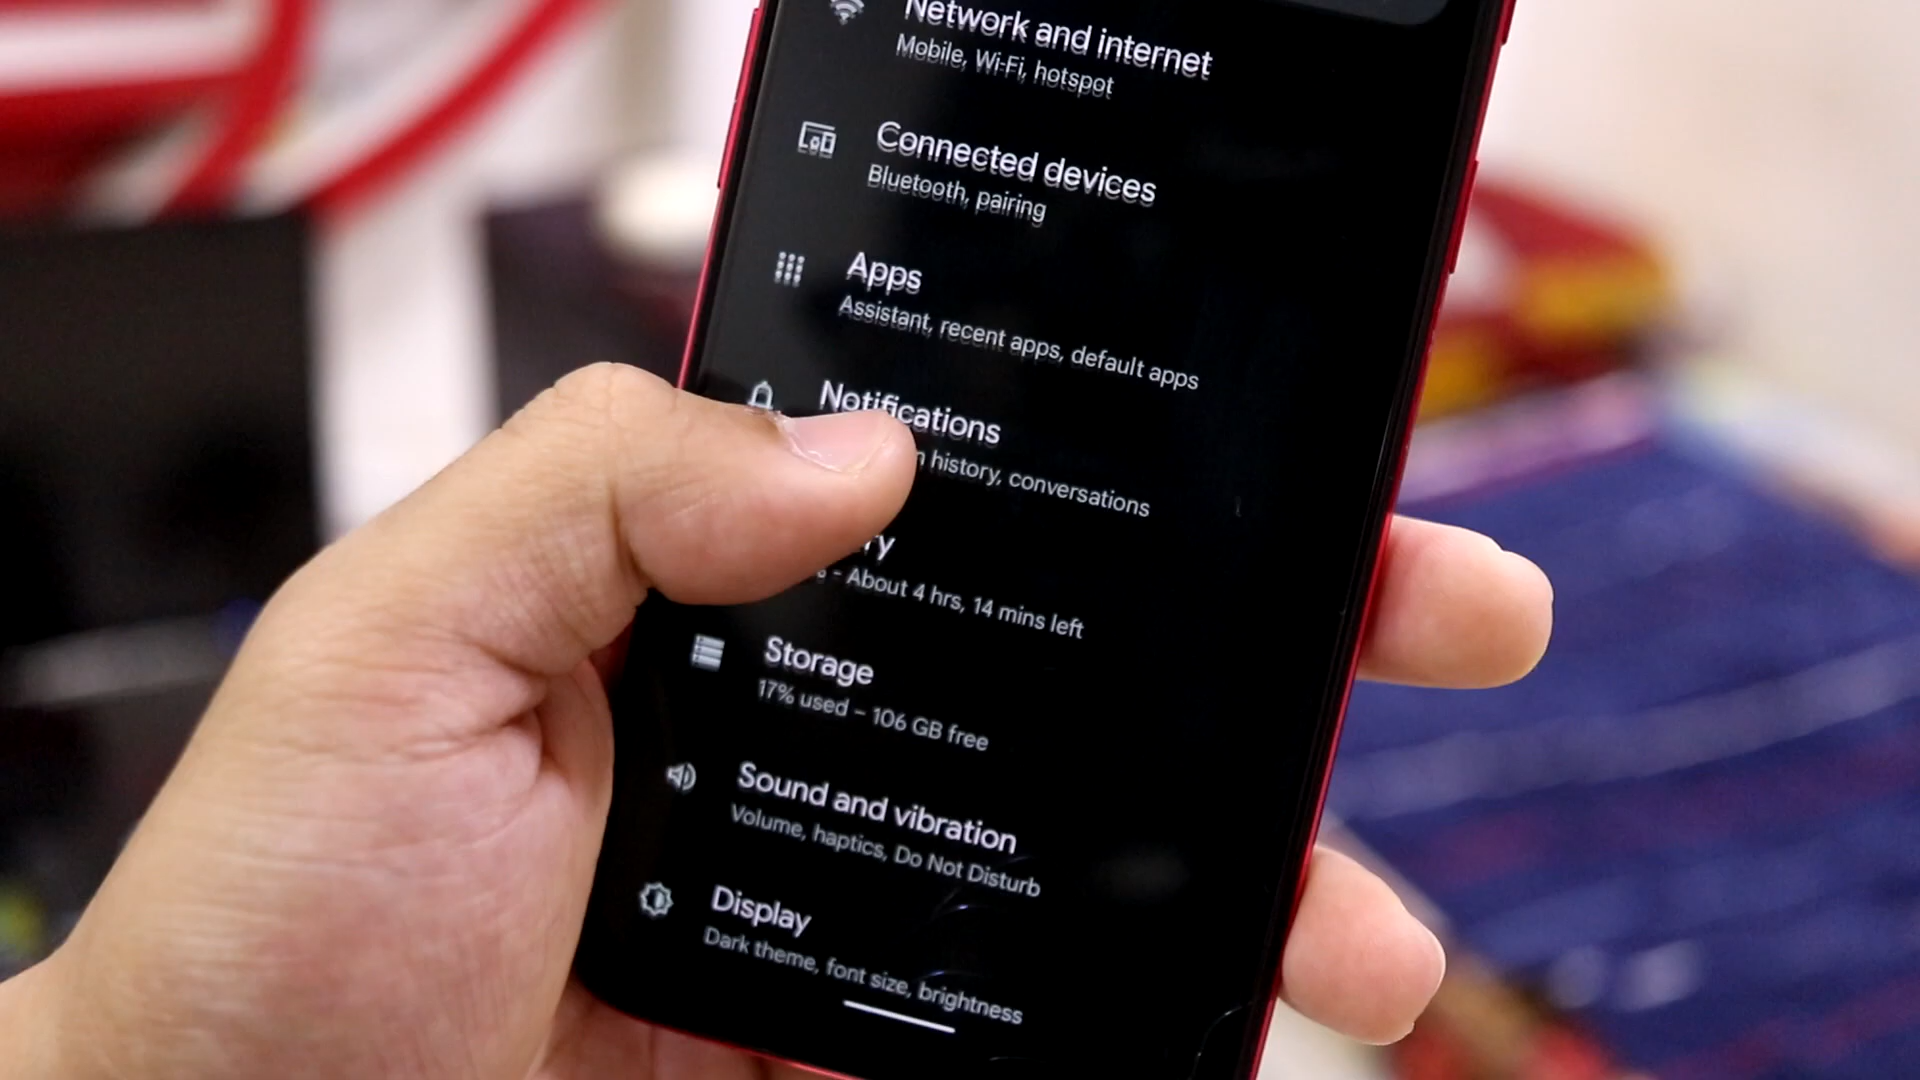 Network and internet
Mobile, Wi-Fi, hotspot
Connected devices
Bluetooth, pairing
Apps
Assistant, recent apps, default apps
Notifications
history, conversations
ry
- About 4 hrs, 14 mins left
Storage
17% used – 106 GB free
Sound and vibration
Volume, haptics, Do Not Disturb
Display
Dark theme, font size, brightness